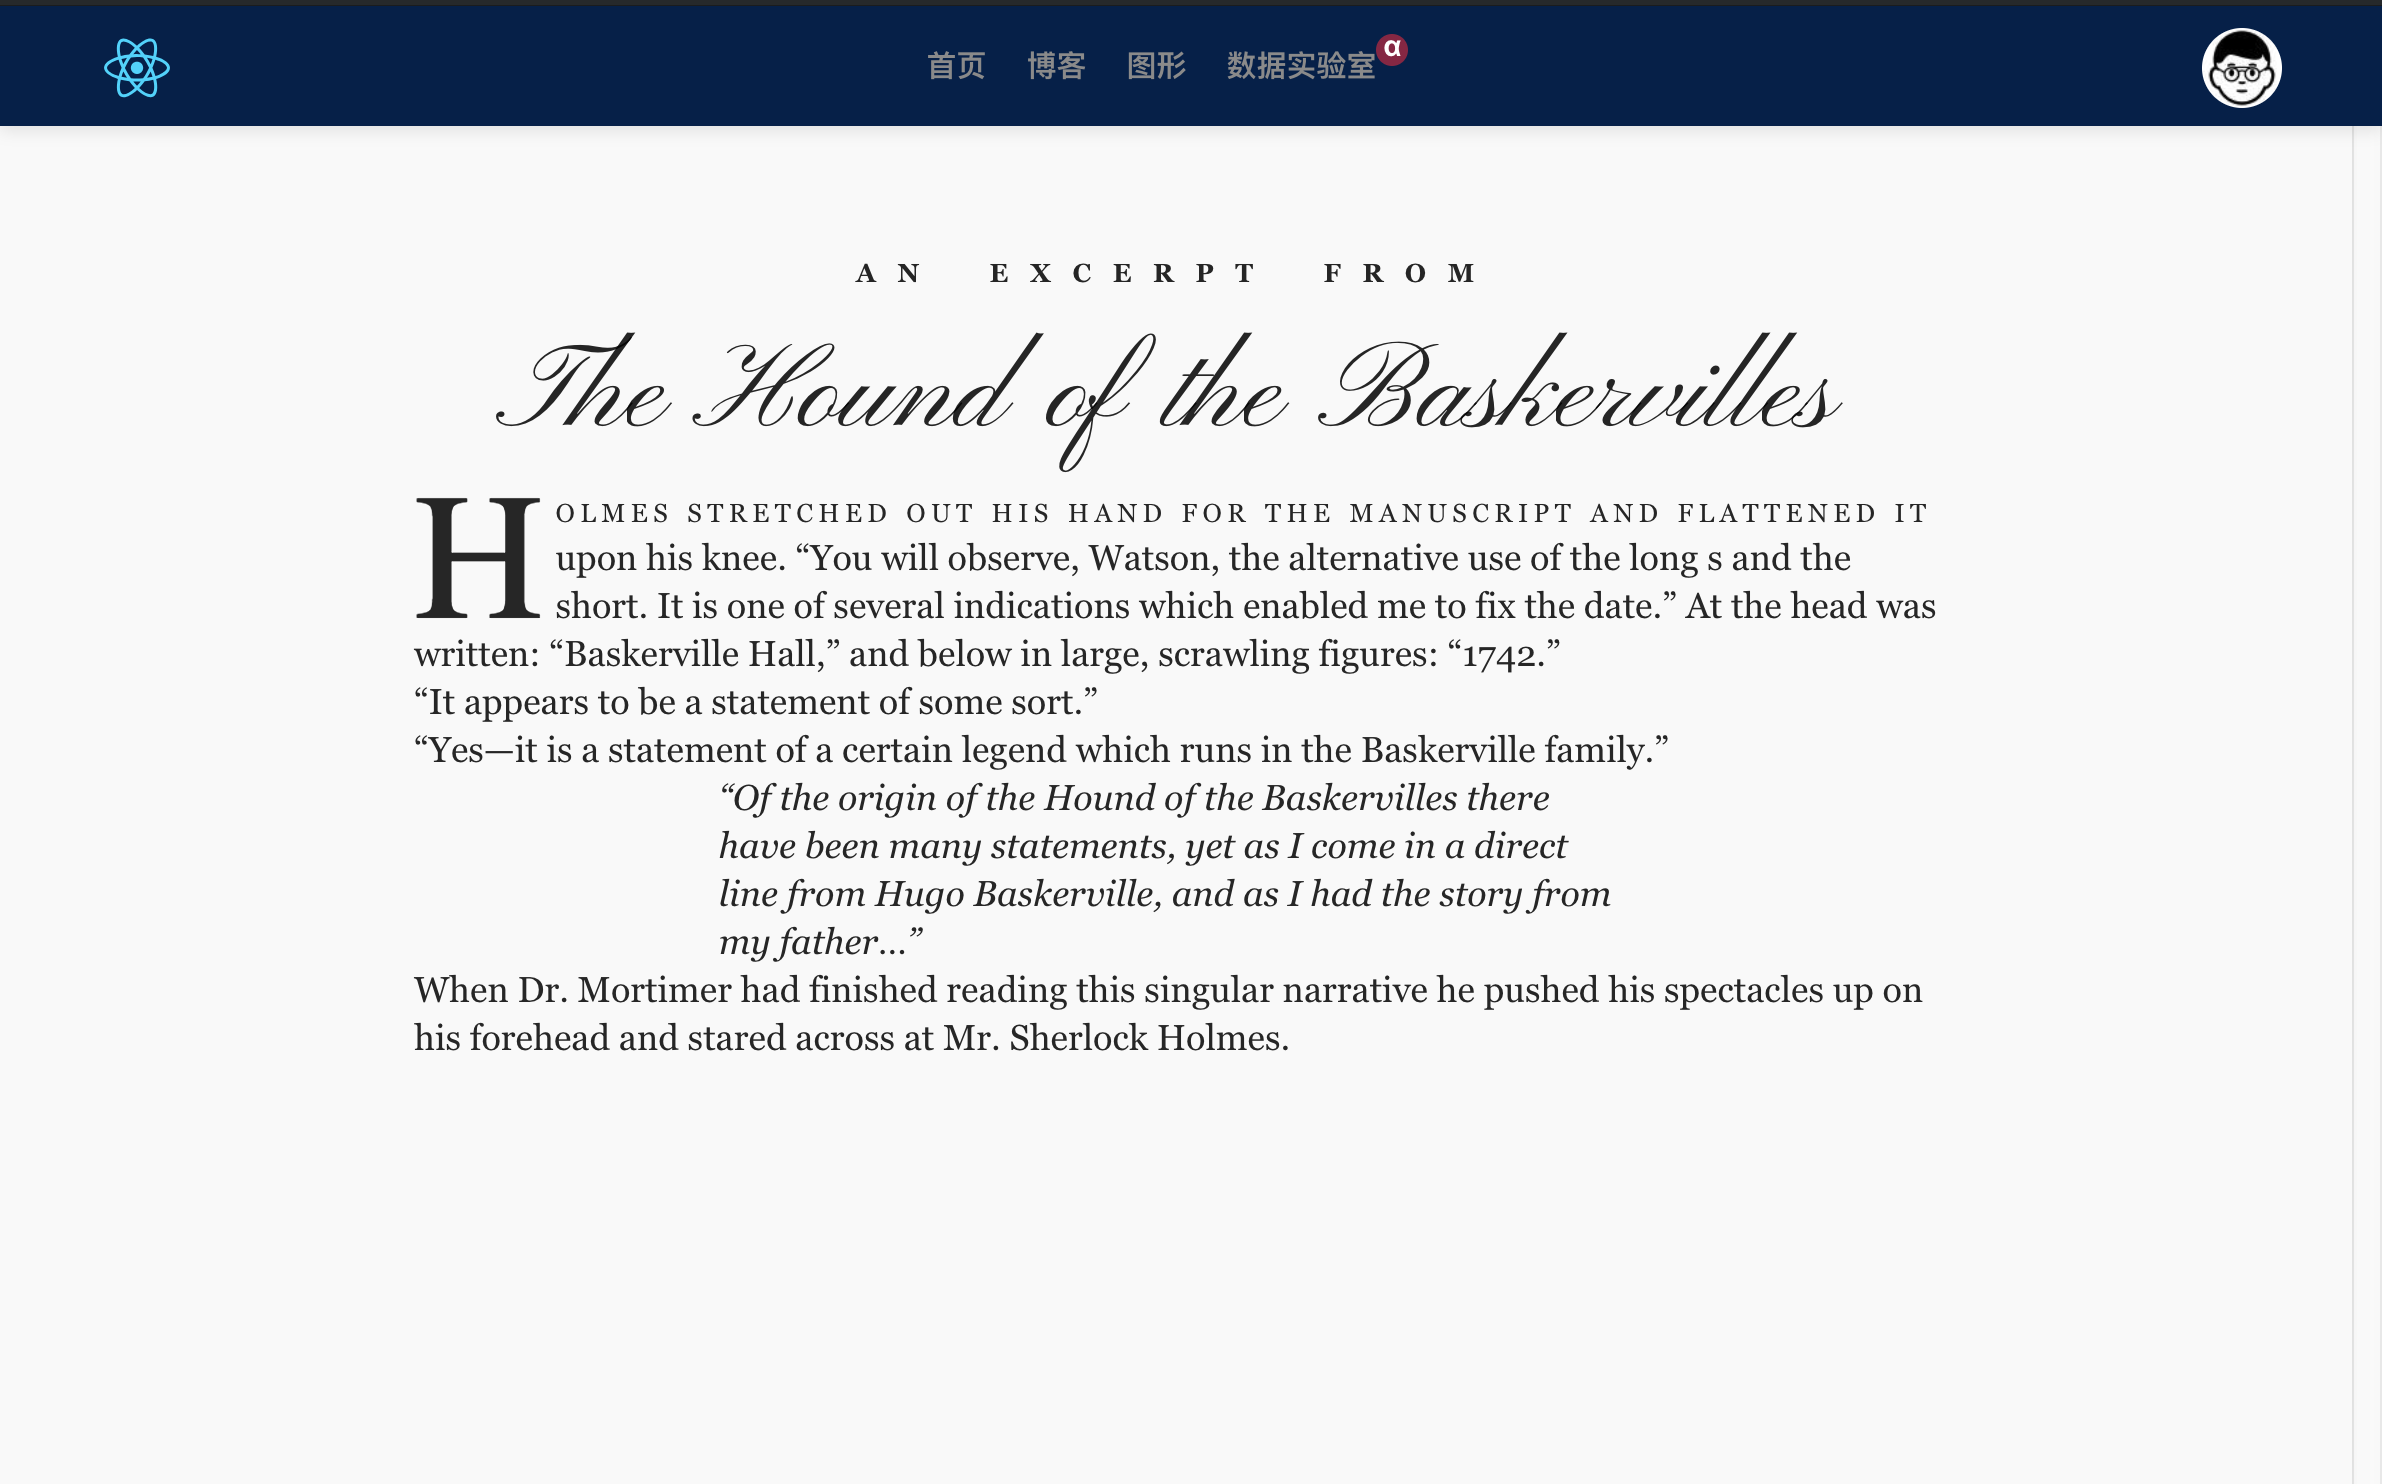 首页 博客 图形 数据实验室 α
AN EXCERPT FROM
The Hound of the Baskervilles
HOLMES STRETCHED OUT HIS HAND FOR THE MANUSCRIPT AND FLATTENED IT
upon his knee. “You will observe, Watson, the alternative use of the long s and the
short. It is one of several indications which enabled me to fix the date.” At the head was
written: “Baskerville Hall,” and below in large, scrawling figures: “1742.”
“It appears to be a statement of some sort.”
“Yes—it is a statement of a certain legend which runs in the Baskerville family.”
“Of the origin of the Hound of the Baskervilles there
have been many statements, yet as I come in a direct
line from Hugo Baskerville, and as I had the story from
my father…”
When Dr. Mortimer had finished reading this singular narrative he pushed his spectacles up on
his forehead and stared across at Mr. Sherlock Holmes.